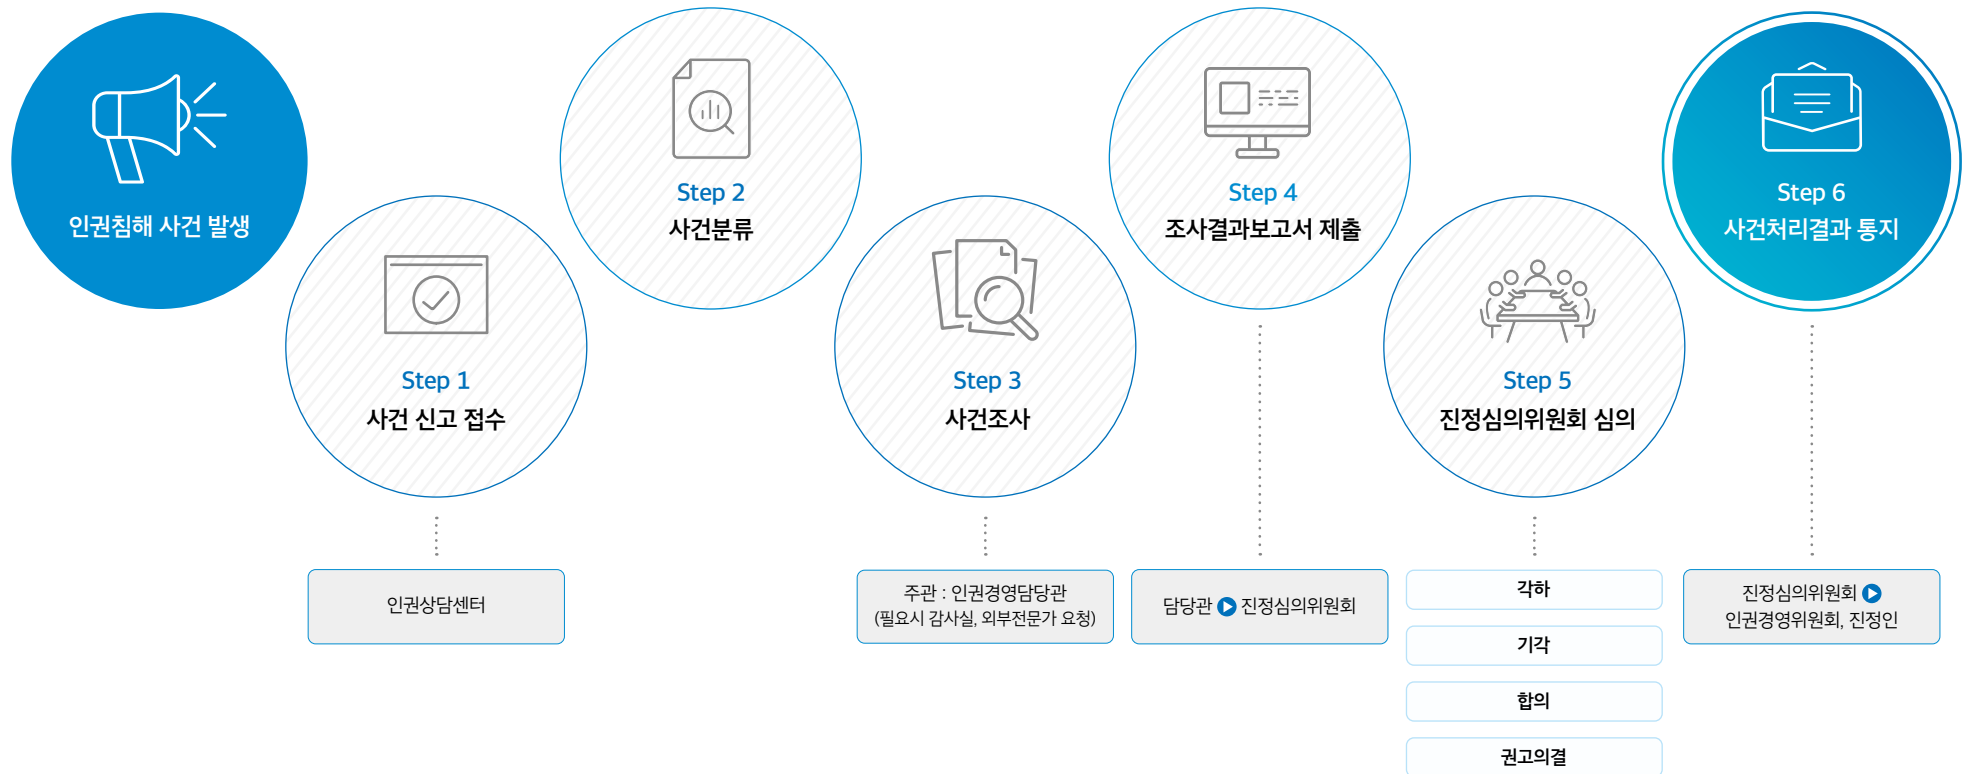 인권침해 사건 발생
Step 1
사건 신고 접수
인권상담센터
Step 2
사건분류
Step 3
사건조사
주관 : 인권경영담당관
(필요시 감사실, 외부전문가 요청)
Step 4
조사결과보고서 제출
담당관 ▶ 진정심의위원회
Step 5
진정심의위원회 심의
각하
기각
합의
권고의결
Step 6
사건처리결과 통지
진정심의위원회 ▶
인권경영위원회, 진정인